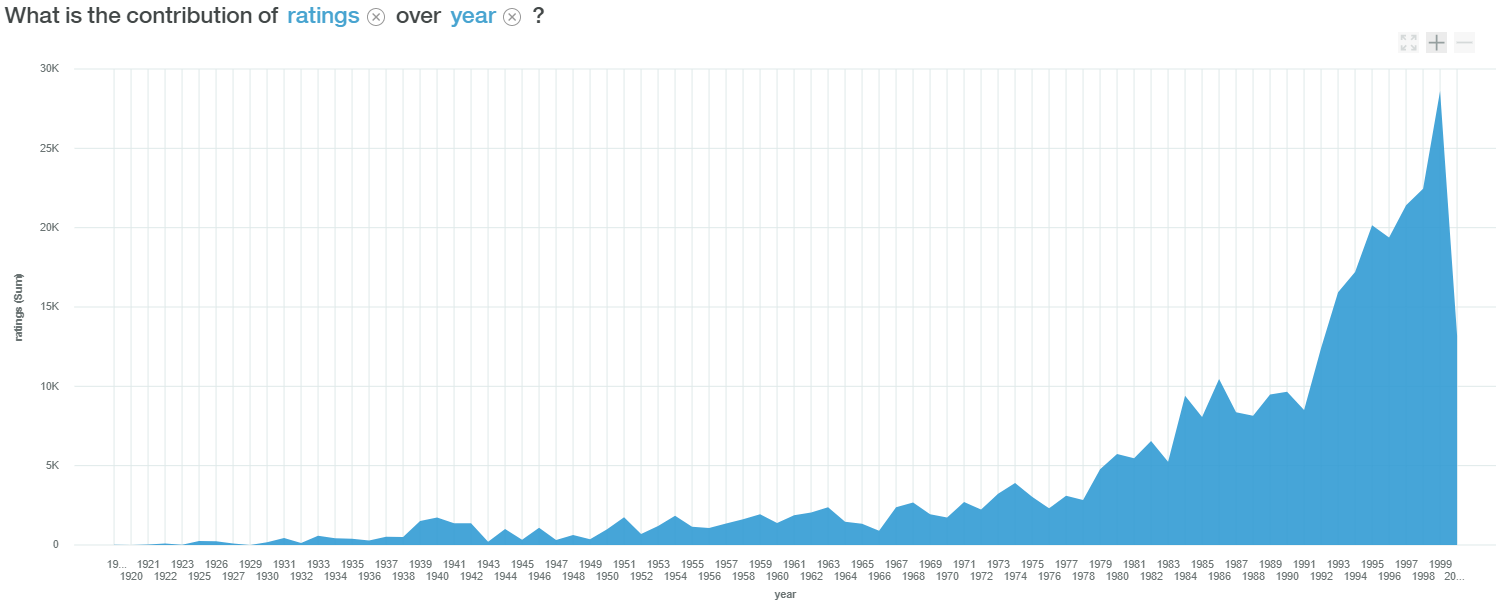 What is the contribution of ratings over year ?
30K
25K
20K
15K
10K
5K
0
ratings (Sum)
19... 1921 1923 1926 1929 1931 1933 1935 1937 1939 1941 1943 1945 1947 1949 1951 1953 1955 1957 1959 1961 1963 1965 1967 1969 1971 1973 1975 1977 1979 1981 1983 1985 1987 1989 1991 1993 1995 1997 1999
1920 1922 1925 1927 1930 1932 1934 1936 1938 1940 1942 1944 1946 1948 1950 1952 1954 1956 1958 1960 1962 1964 1966 1968 1970 1972 1974 1976 1978 1980 1982 1984 1986 1988 1990 1992 1994 1996 1998 20...
year